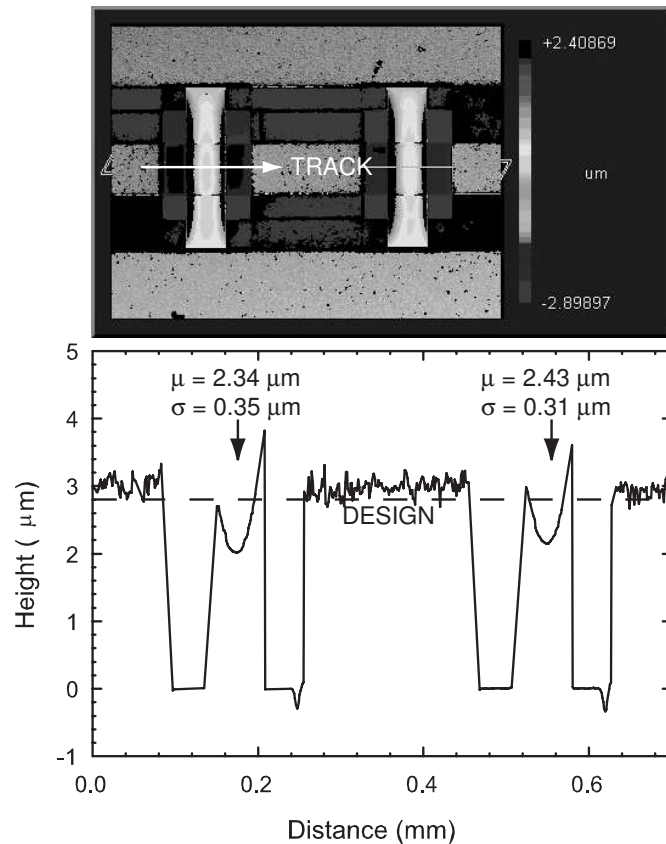 +2.40869
TRACK
um
-2.89897
5
μ = 2.34 μm
σ = 0.35 μm
μ = 2.43 μm
σ = 0.31 μm
4
3
DESIGN
2
1
0
-1
Height ( μm)
0.0
0.2
0.4
0.6
Distance (mm)